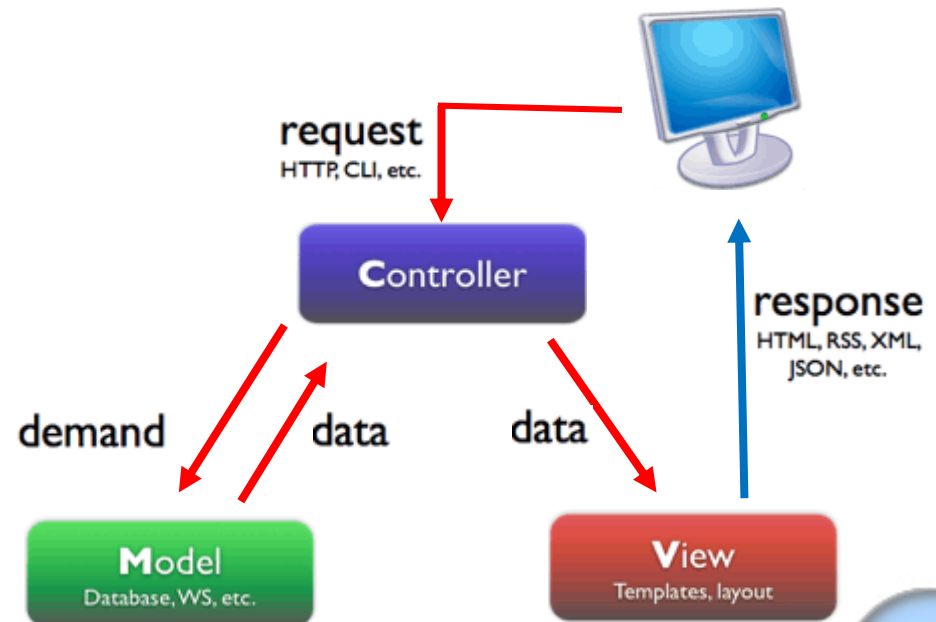 request
HTTP, CLI, etc.
Controller
response
HTML, RSS, XML,
JSON, etc.
demand
data
data
Model
Database, WS, etc.
View
Templates, layout